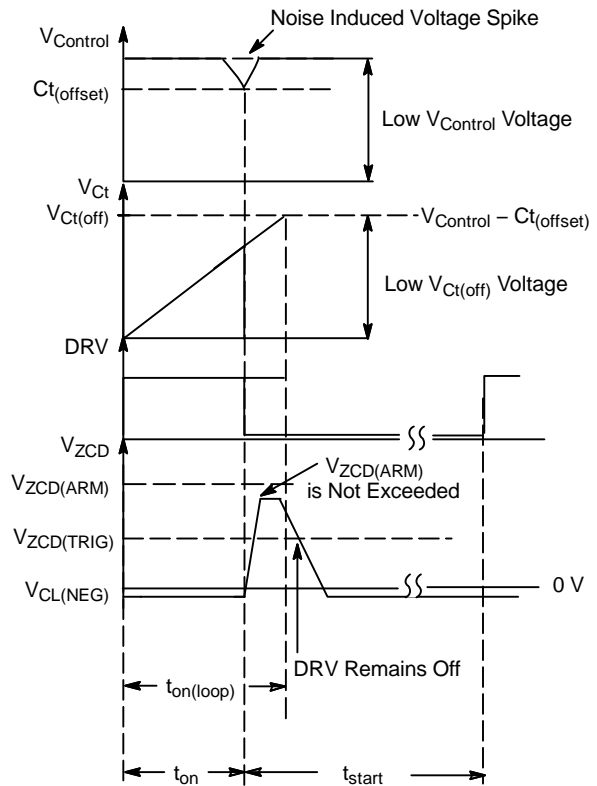 Noise Induced Voltage Spike
VControl
Ct(offset)
Low VControl Voltage
VCt
VCt(off)
VControl – Ct(offset)
Low VCt(off) Voltage
DRV
VZCD
VZCD(ARM)
VZCD(ARM)
is Not Exceeded
VZCD(TRIG)
VCL(NEG)
0 V
DRV Remains Off
ton(loop)
ton
tstart